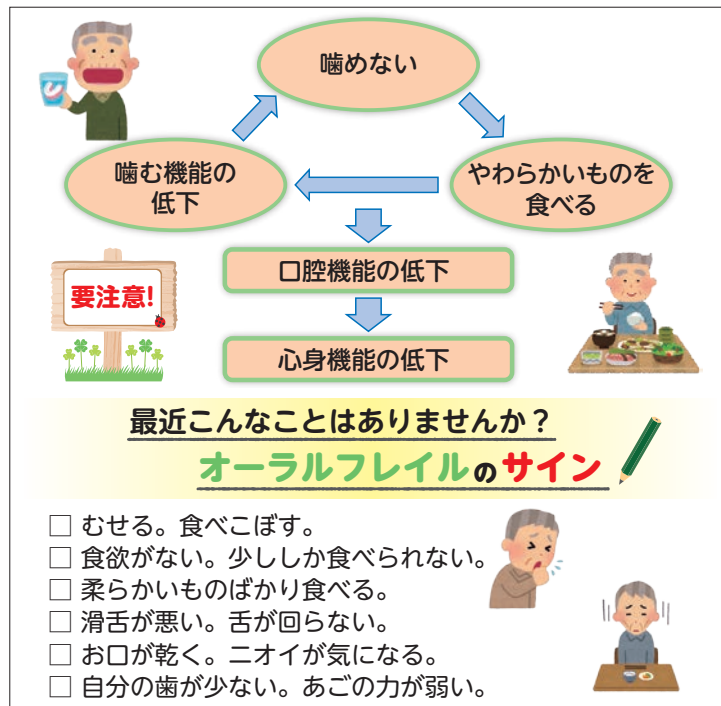 噛めない
噛む機能の
低下
やわらかいものを
食べる
口腔機能の低下
要注意!
心身機能の低下
最近こんなことはありませんか？
オーラルフレイルのサイン
□ むせる。食べこぼす。
□ 食欲がない。少ししか食べられない。
□ 柔らかいものばかり食べる。
□ 滑舌が悪い。舌が回らない。
□ お口が乾く。ニオイが気になる。
□ 自分の歯が少ない。あごの力が弱い。